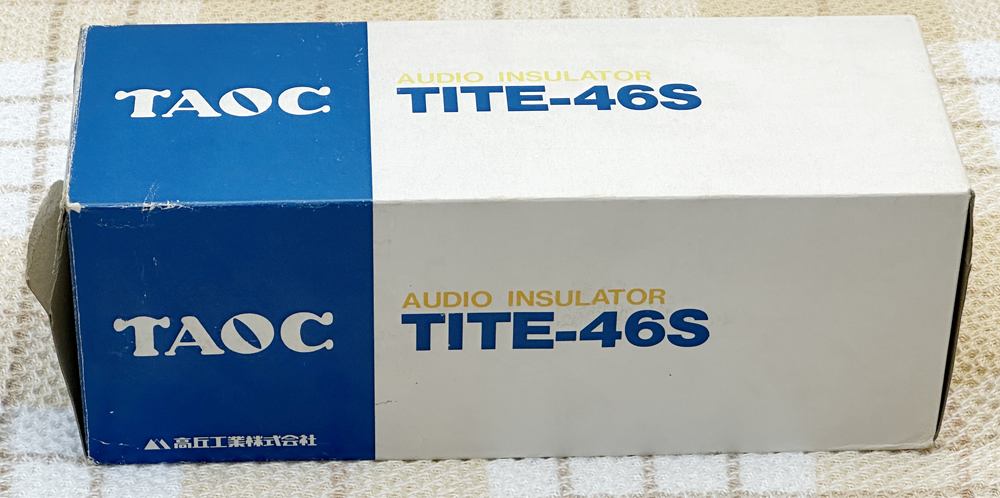 TAOC
AUDIO INSULATOR
TITE-46S
TAOC
AUDIO INSULATOR
TITE-46S
高丘工業株式会社